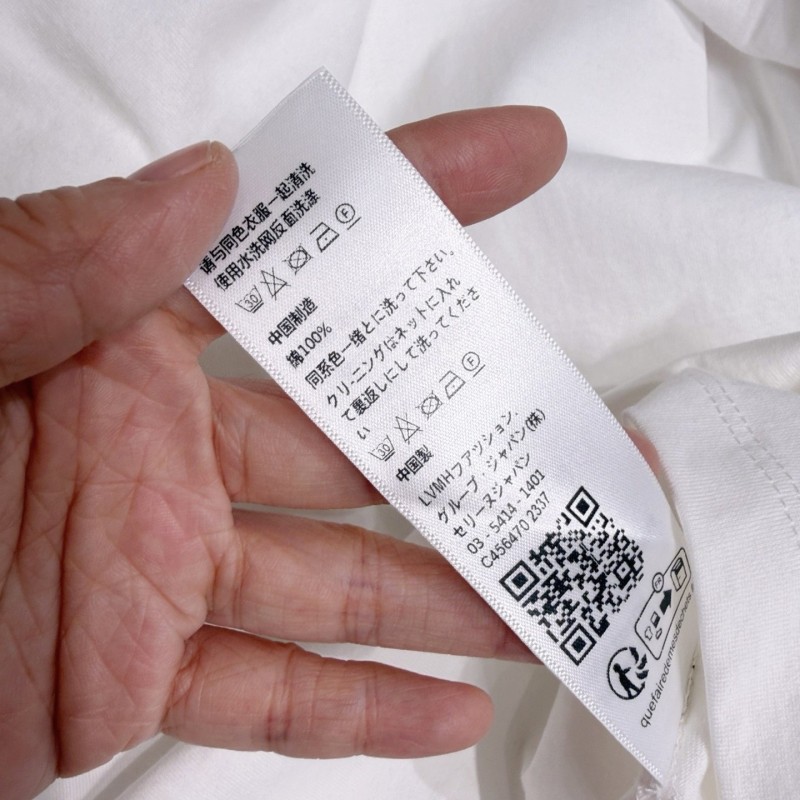 请与同色衣服一起清洗
使用水洗网反面洗涤
30 F
中国制造
绵100%
同系色一緒とに洗って下さい。
クリ-ニングはネットに入れ
て裏返しにして洗ってくださ
い
30 F
中国製
LVMHファアッション.
グループ・ジャパン(株)
セリーヌジャパン
03 . 5414 . 1401
C456470 2337
quefairedemesdechets.